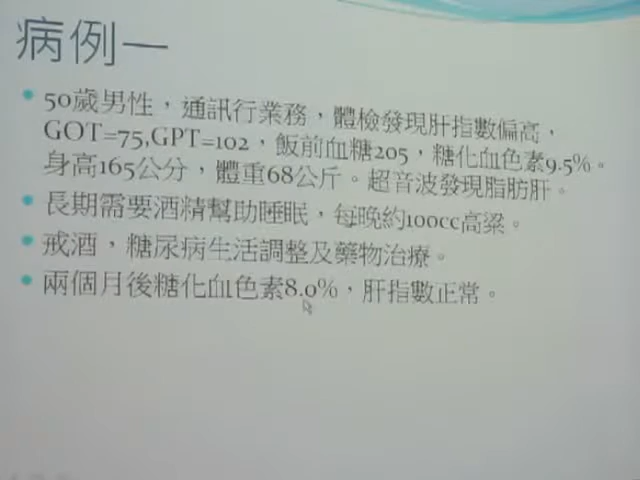 病例一
• 50歲男性，通訊行業務，體檢發現肝指數偏高，
GOT=75,GPT=102，飯前血糖205，糖化血色素9.5%。
身高165公分，體重68公斤。超音波發現脂肪肝。
• 長期需要酒精幫助睡眠，每晚約100cc高粱。
• 戒酒，糖尿病生活調整及藥物治療。
• 兩個月後糖化血色素8.0%，肝指數正常。